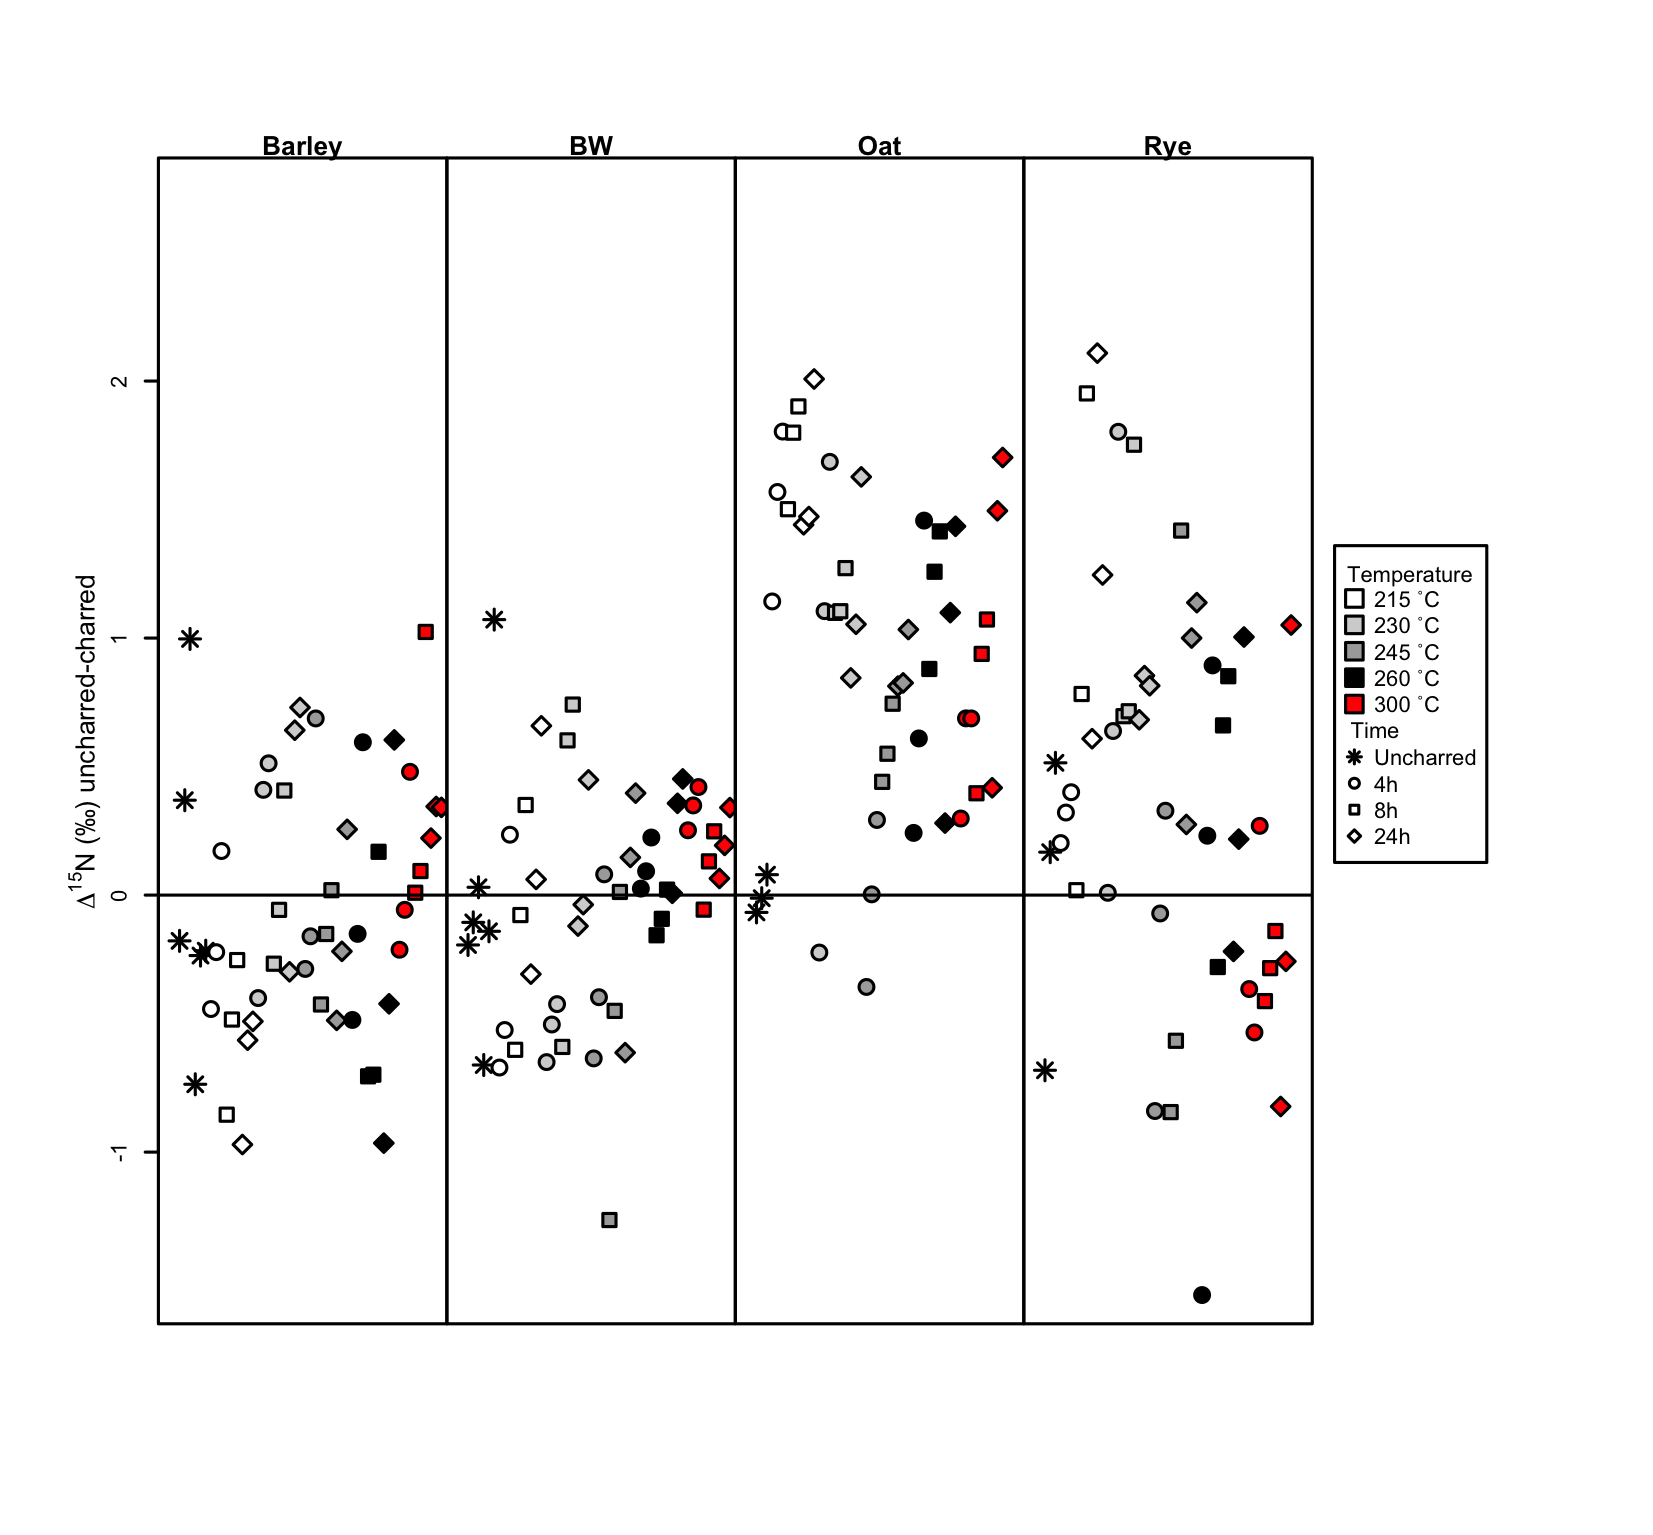 Barley BW Oat Rye
Δ15N (‰) uncharred-charred
2
1
0
-1
Temperature
215 °C
230 °C
245 °C
260 °C
300 °C
Time
Uncharred
4h
8h
24h